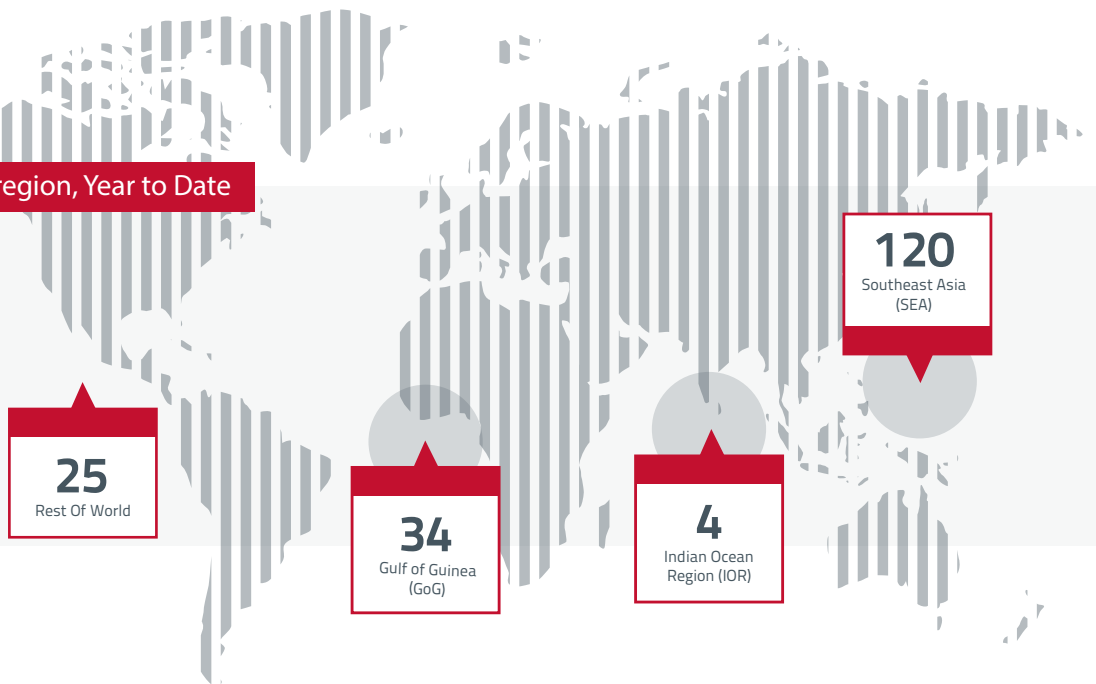 region, Year to Date
120
Southeast Asia
(SEA)
25
Rest Of World
34
Gulf of Guinea
(GoG)
4
Indian Ocean
Region (IOR)